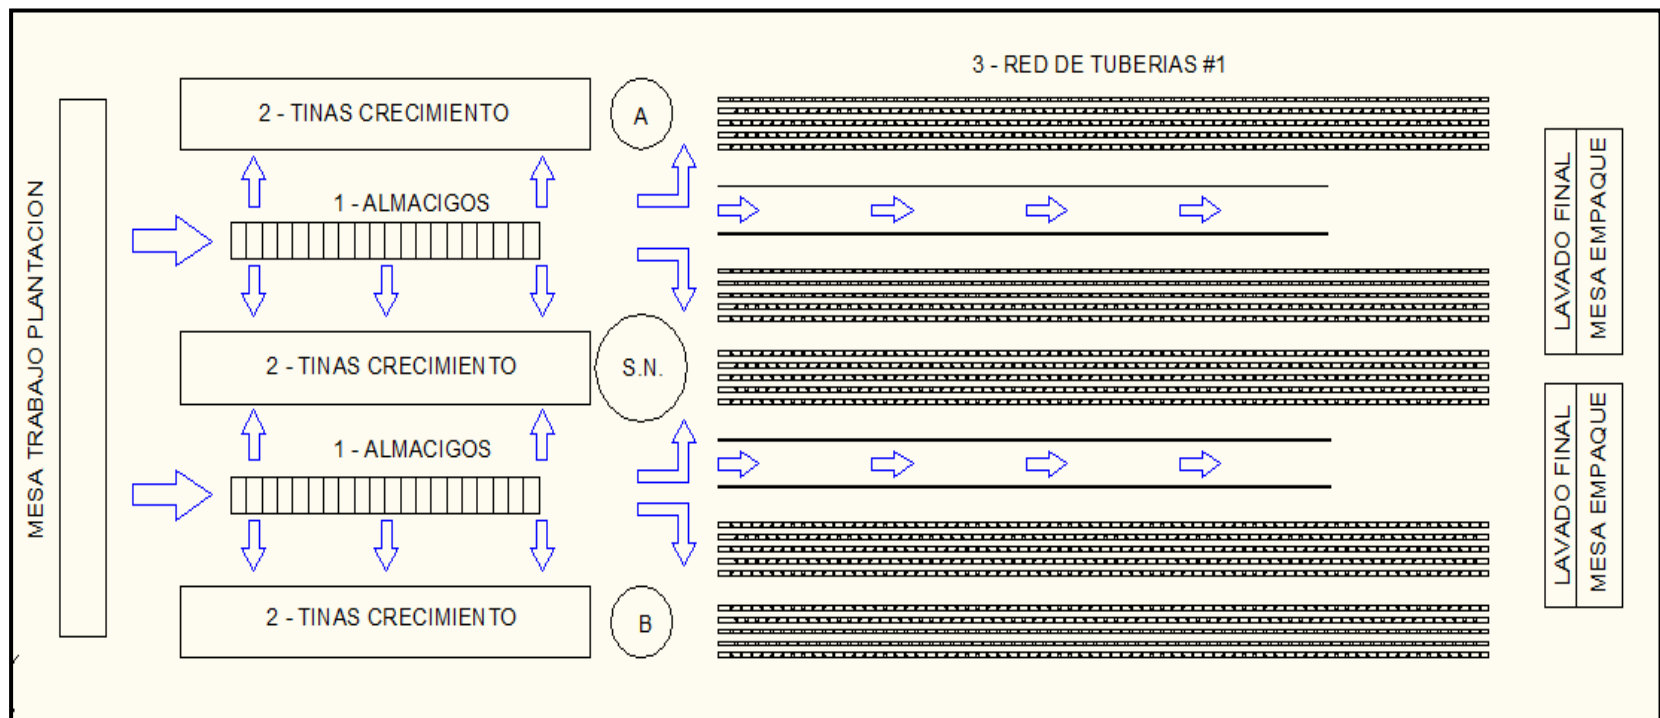 3 - RED DE TUBERIAS #1
2 - TINAS CRECIMIENTO
A
1 - ALMACIGOS
MESA TRABAJO PLANTACION
2 - TINAS CRECIMIENTO
S.N.
1 - ALMACIGOS
2 - TINAS CRECIMIENTO
B
LAVADO FINAL
MESA EMPAQUE
LAVADO FINAL
MESA EMPAQUE